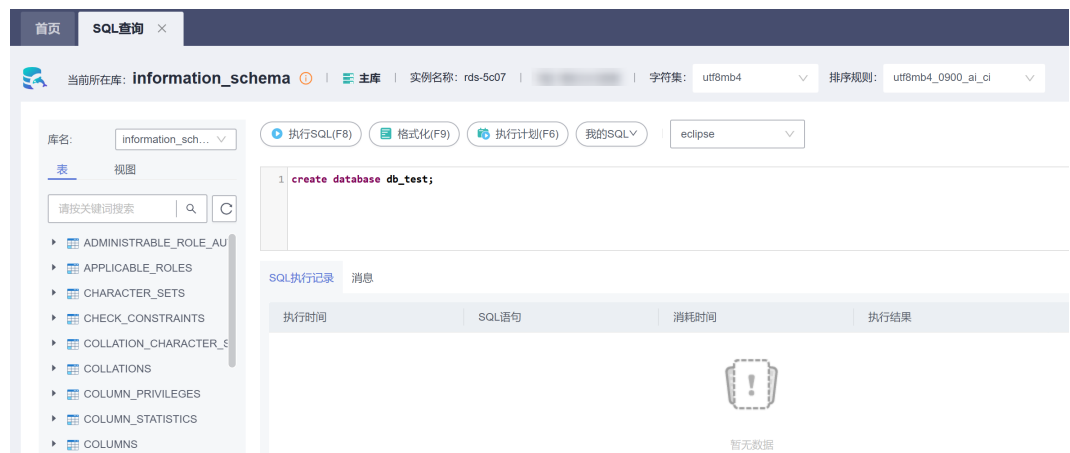 首页 SQL查询
当前所在库: information_schema 主库 实例名称: rds-5c07 字符集: utf8mb4 排序规则: utf8mb4_0900_ai_ci
库名: information_sch...
执行SQL(F8) 格式化(F9) 执行计划(F6) 我的SQL eclipse
表 视图
1 create database db_test;
请按关键词搜索
ADMINISTRABLE_ROLE_AU
APPLICABLE_ROLES
CHARACTER_SETS
CHECK_CONSTRAINTS
COLLATION_CHARACTER_S
COLLATIONS
COLUMN_PRIVILEGES
COLUMN_STATISTICS
COLUMNS
SQL执行记录 消息
执行时间 SQL语句 消耗时间 执行结果
暂无数据